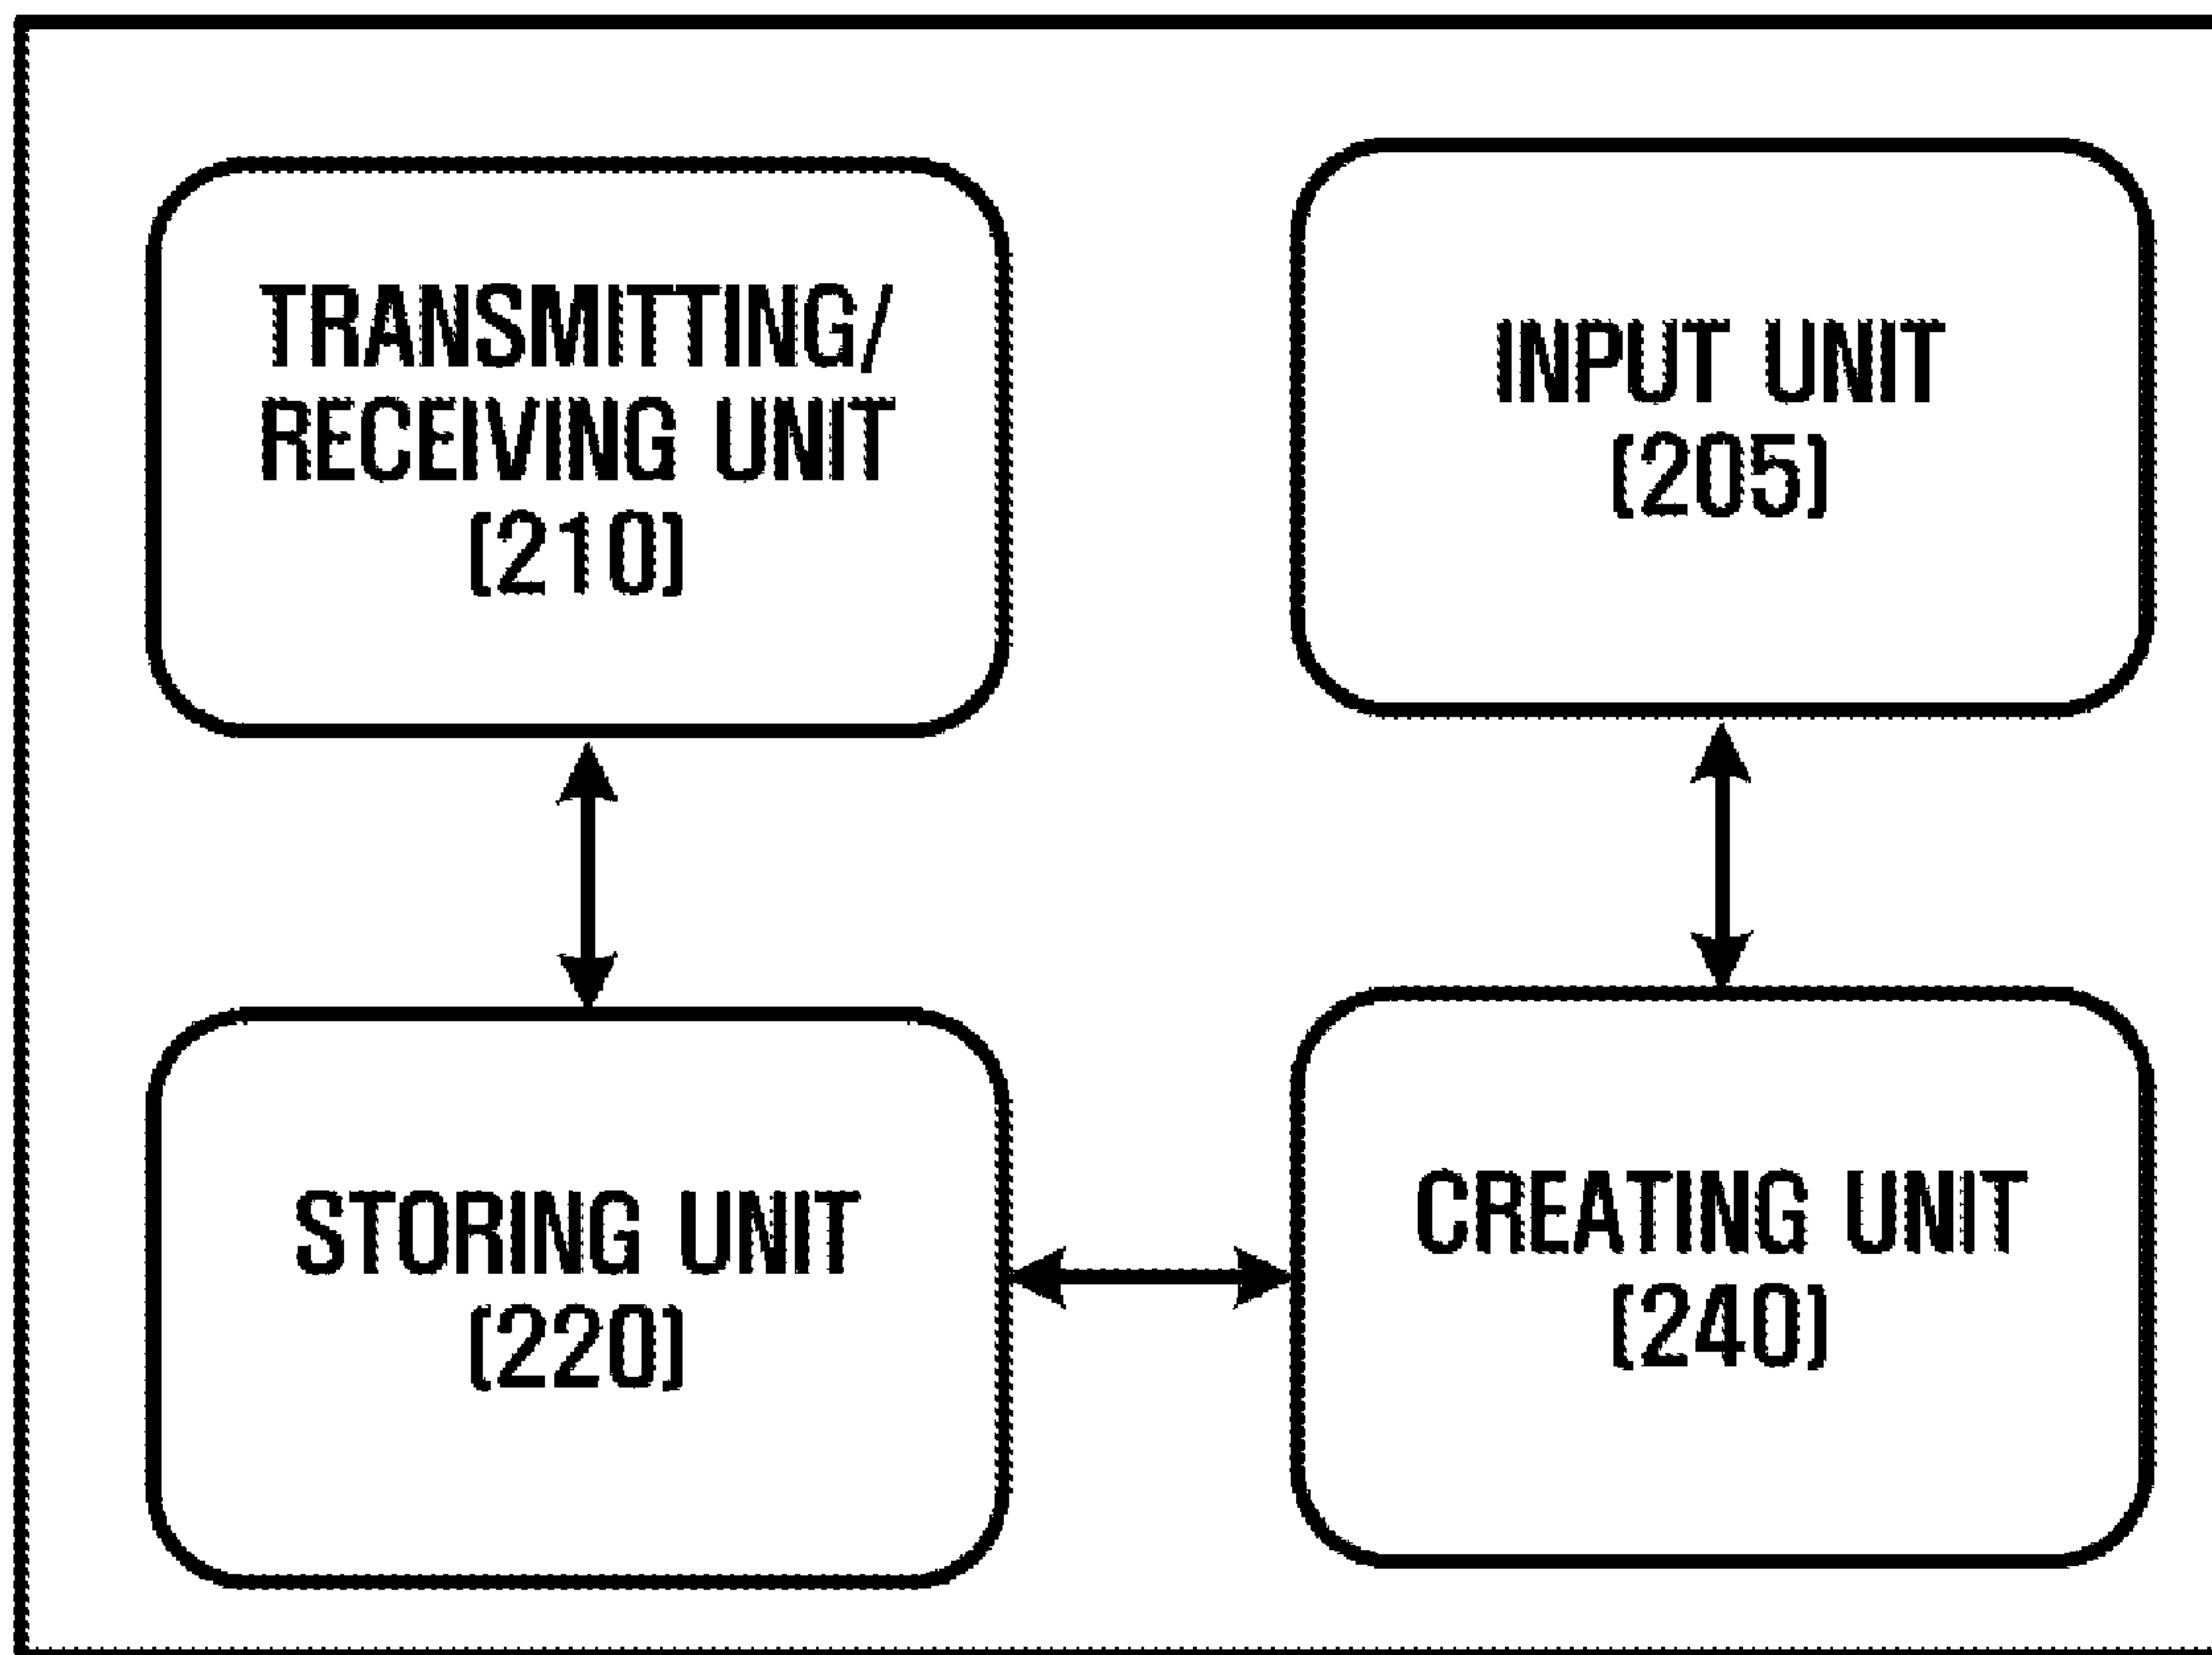 TRANSMITTING/
RECEIVING UNIT
(210)
INPUT UNIT
(205)
STORING UNIT
(220)
CREATING UNIT
(240)